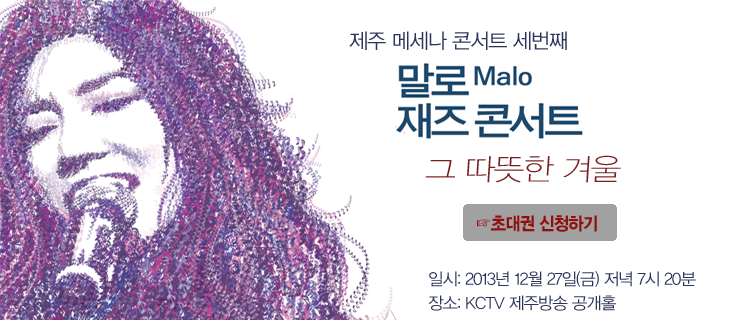 제주 메세나 콘서트 세번째
말로 Malo
재즈 콘서트
그 따뜻한 겨울
☞초대권 신청하기
일시: 2013년 12월 27일(금) 저녁 7시 20분
장소: KCTV 제주방송 공개홀